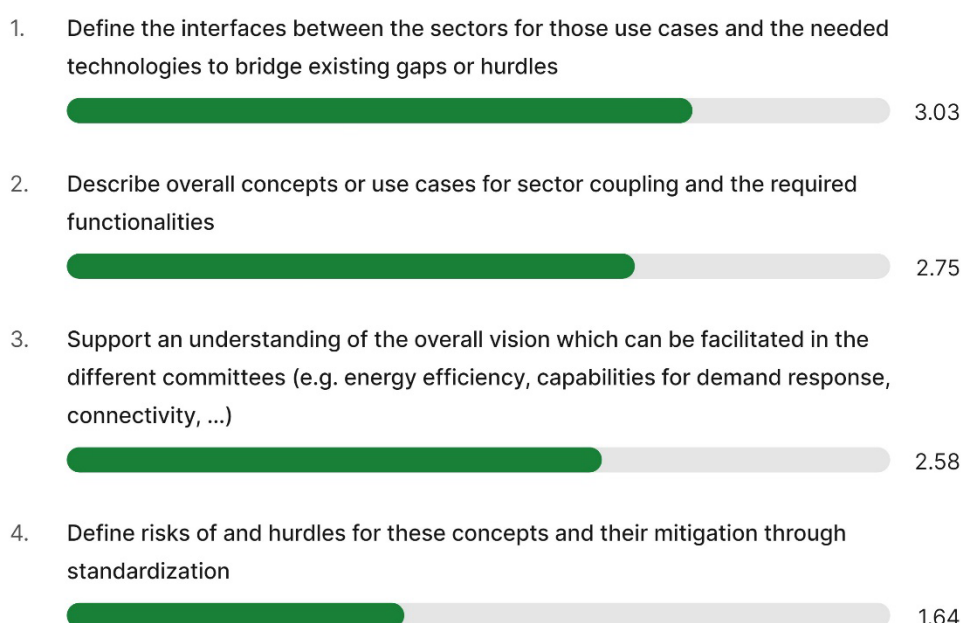 1. Define the interfaces between the sectors for those use cases and the needed
technologies to bridge existing gaps or hurdles
3.03
2. Describe overall concepts or use cases for sector coupling and the required
functionalities
2.75
3. Support an understanding of the overall vision which can be facilitated in the
different committees (e.g. energy efficiency, capabilities for demand response,
connectivity, ...)
2.58
4. Define risks of and hurdles for these concepts and their mitigation through
standardization
1.64